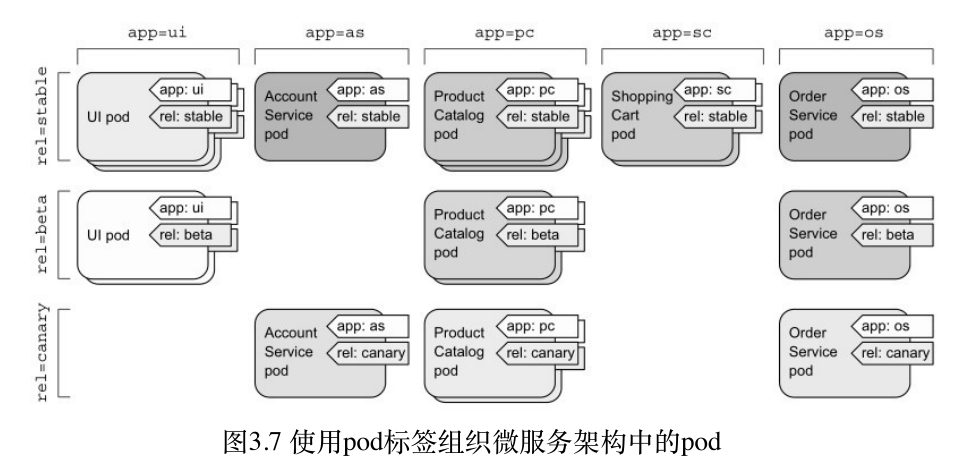 app=ui
app=as
app=pc
app=sc
app=os
rel=stable
UI pod
app: ui
rel: stable
Account
Service
pod
app: as
rel: stable
Product
Catalog
pod
app: pc
rel: stable
Shopping
Cart
pod
app: sc
rel: stable
Order
Service
pod
app: os
rel: stable
rel=beta
UI pod
app: ui
rel: beta
Product
Catalog
pod
app: pc
rel: beta
Order
Service
pod
app: os
rel: beta
rel=canary
Account
Service
pod
app: as
rel: canary
Product
Catalog
pod
app: pc
rel: canary
Order
Service
pod
app: os
rel: canary
图3.7 使用pod标签组织微服务架构中的pod